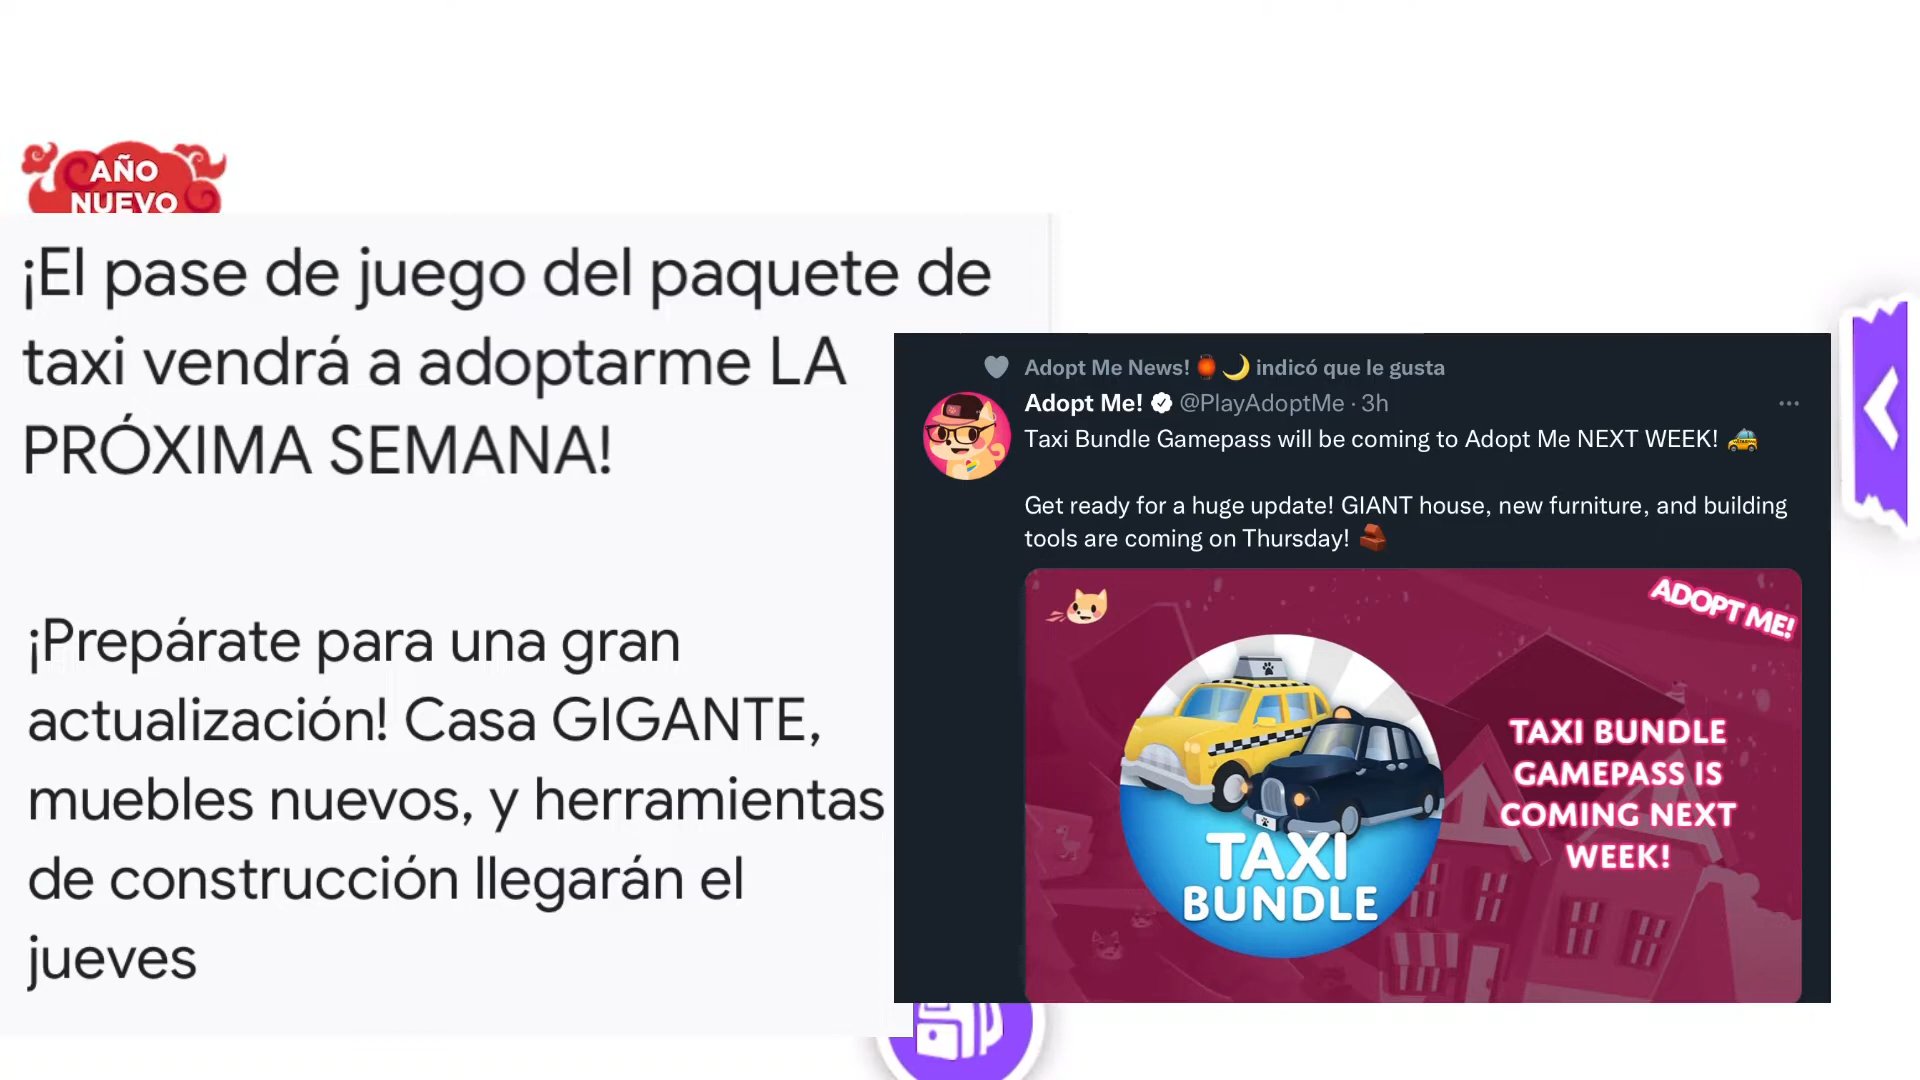 AÑO
NUEVO
¡El pase de juego del paquete de
taxi vendrá a adoptarme LA
PRÓXIMA SEMANA!
¡Prepárate para una gran
actualización! Casa GIGANTE,
muebles nuevos, y herramientas
de construcción llegarán el
jueves
Adopt Me News! 🏮🌙 indicó que le gusta
Adopt Me! @PlayAdoptMe · 3h
Taxi Bundle Gamepass will be coming to Adopt Me NEXT WEEK! 🚖
Get ready for a huge update! GIANT house, new furniture, and building
tools are coming on Thursday! 🧱
ADOPT ME!
TAXI
BUNDLE
TAXI BUNDLE
GAMEPASS IS
COMING NEXT
WEEK!